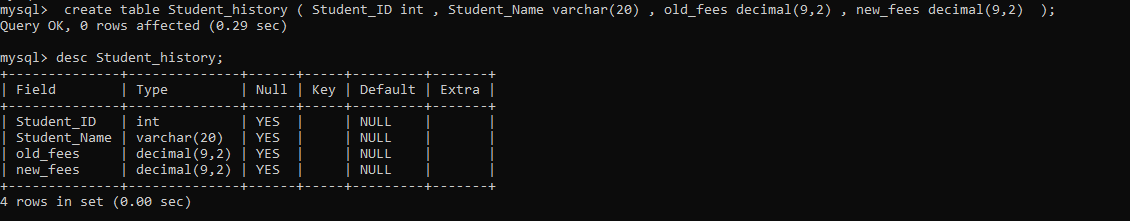 mysql>  create table Student_history ( Student_ID int , Student_Name varchar(20) , old_fees decimal(9,2) , new_fees decimal(9,2)  );
Query OK, 0 rows affected (0.29 sec)

mysql> desc Student_history;
+--------------+--------------+------+-----+---------+-------+
| Field        | Type         | Null | Key | Default | Extra |
+--------------+--------------+------+-----+---------+-------+
| Student_ID   | int          | YES  |     | NULL    |       |
| Student_Name | varchar(20)  | YES  |     | NULL    |       |
| old_fees     | decimal(9,2) | YES  |     | NULL    |       |
| new_fees     | decimal(9,2) | YES  |     | NULL    |       |
+--------------+--------------+------+-----+---------+-------+
4 rows in set (0.00 sec)